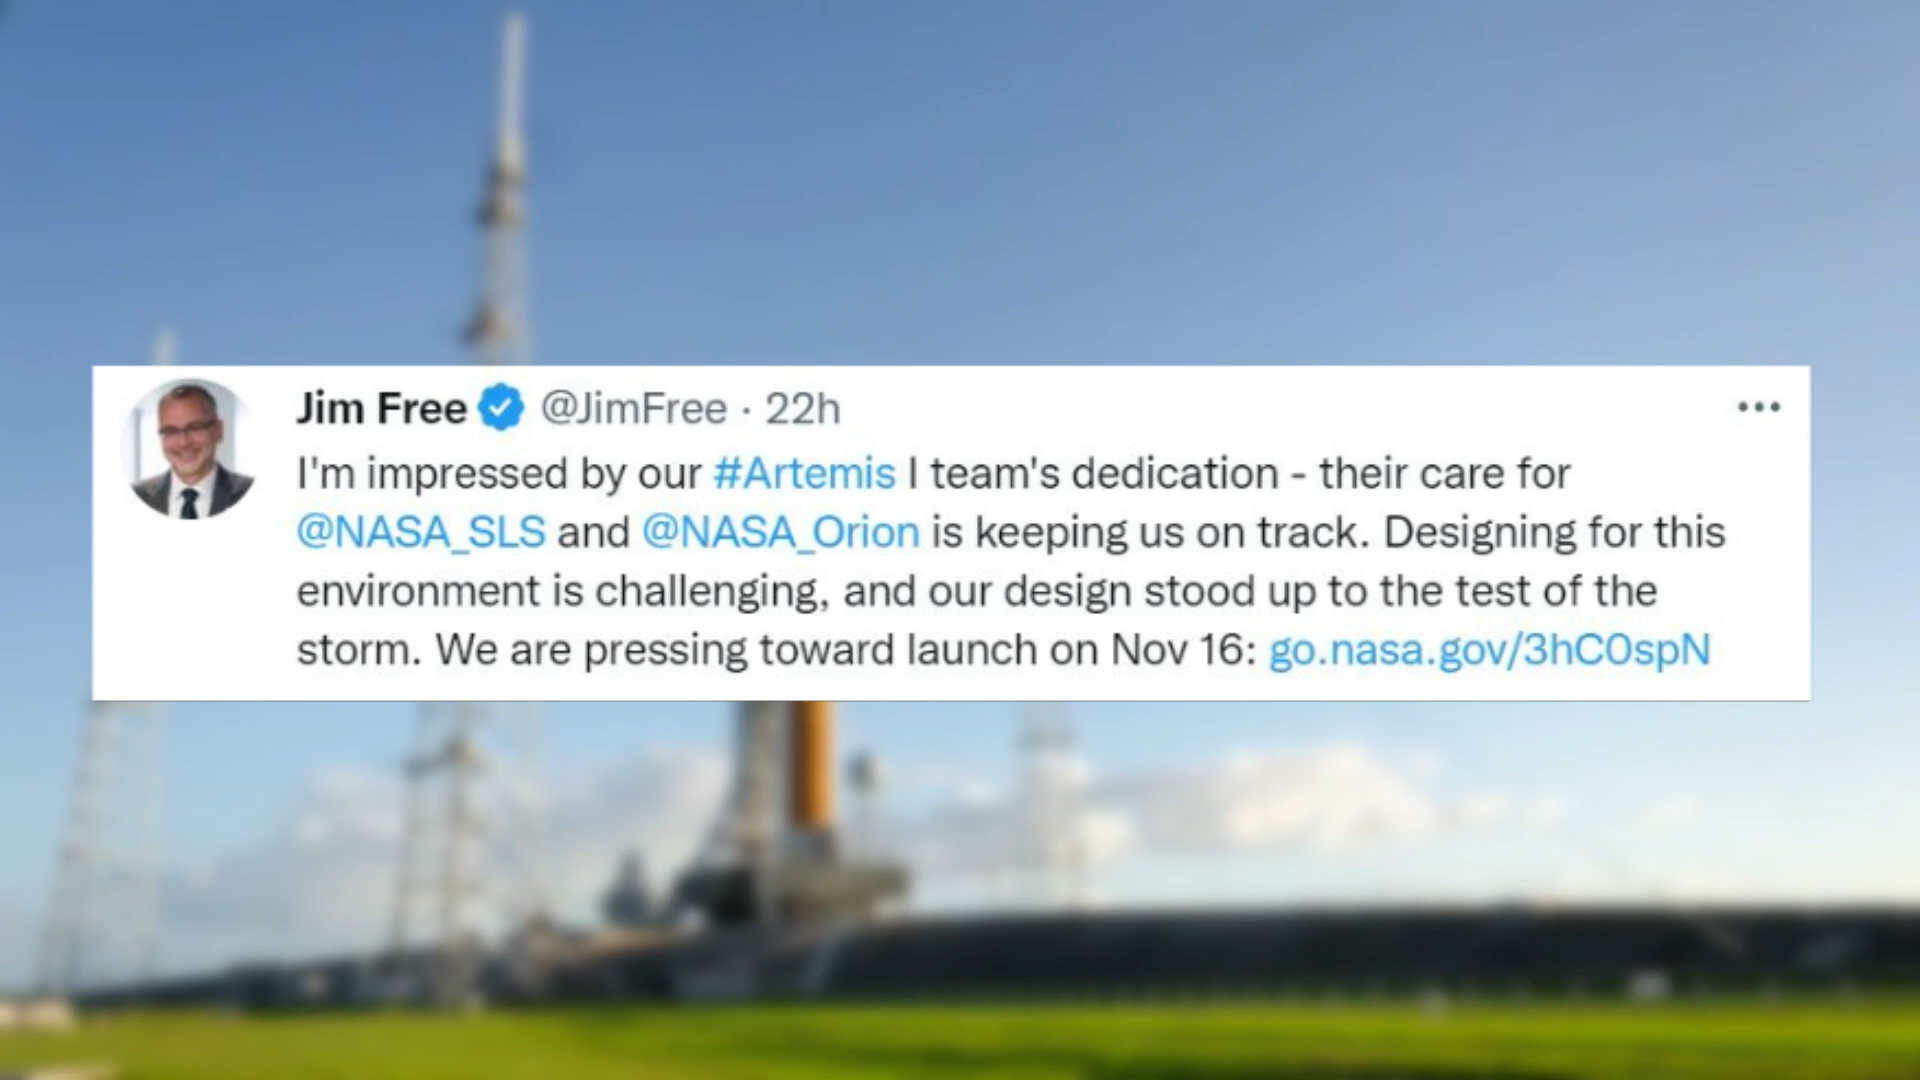 Jim Free @JimFree · 22h
I'm impressed by our #Artemis I team's dedication - their care for
@NASA_SLS and @NASA_Orion is keeping us on track. Designing for this
environment is challenging, and our design stood up to the test of the
storm. We are pressing toward launch on Nov 16: go.nasa.gov/3hC0spN